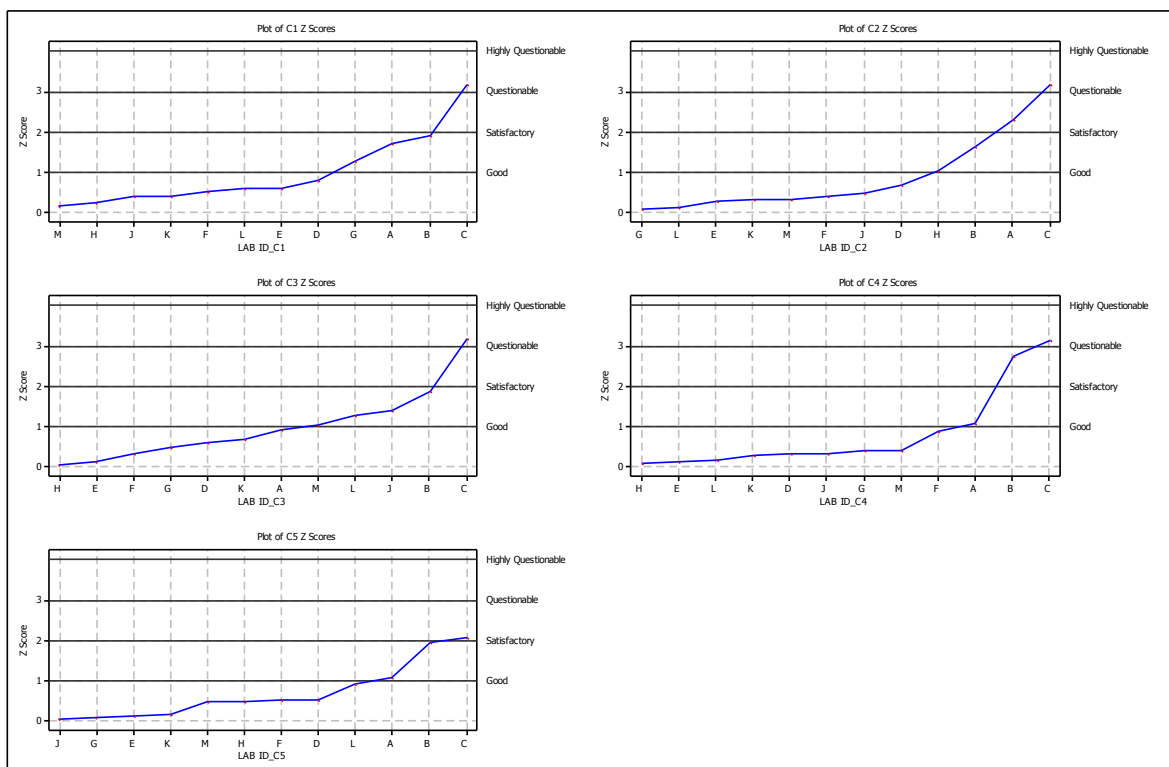 Plot of C1 Z Scores
Highly Questionable
3
Questionable
2
Satisfactory
1
Good
0
Z Score
M H J K F L E D G A B C
LAB ID_C1
Plot of C2 Z Scores
Highly Questionable
3
Questionable
2
Satisfactory
1
Good
0
Z Score
G L E K M F J D H B A C
LAB ID_C2
Plot of C3 Z Scores
Highly Questionable
3
Questionable
2
Satisfactory
1
Good
0
Z Score
H E F G D K A M L J B C
LAB ID_C3
Plot of C4 Z Scores
Highly Questionable
3
Questionable
2
Satisfactory
1
Good
0
Z Score
H E L K D J G M F A B C
LAB ID_C4
Plot of C5 Z Scores
Highly Questionable
3
Questionable
2
Satisfactory
1
Good
0
Z Score
J G E K M H F D L A B C
LAB ID_C5